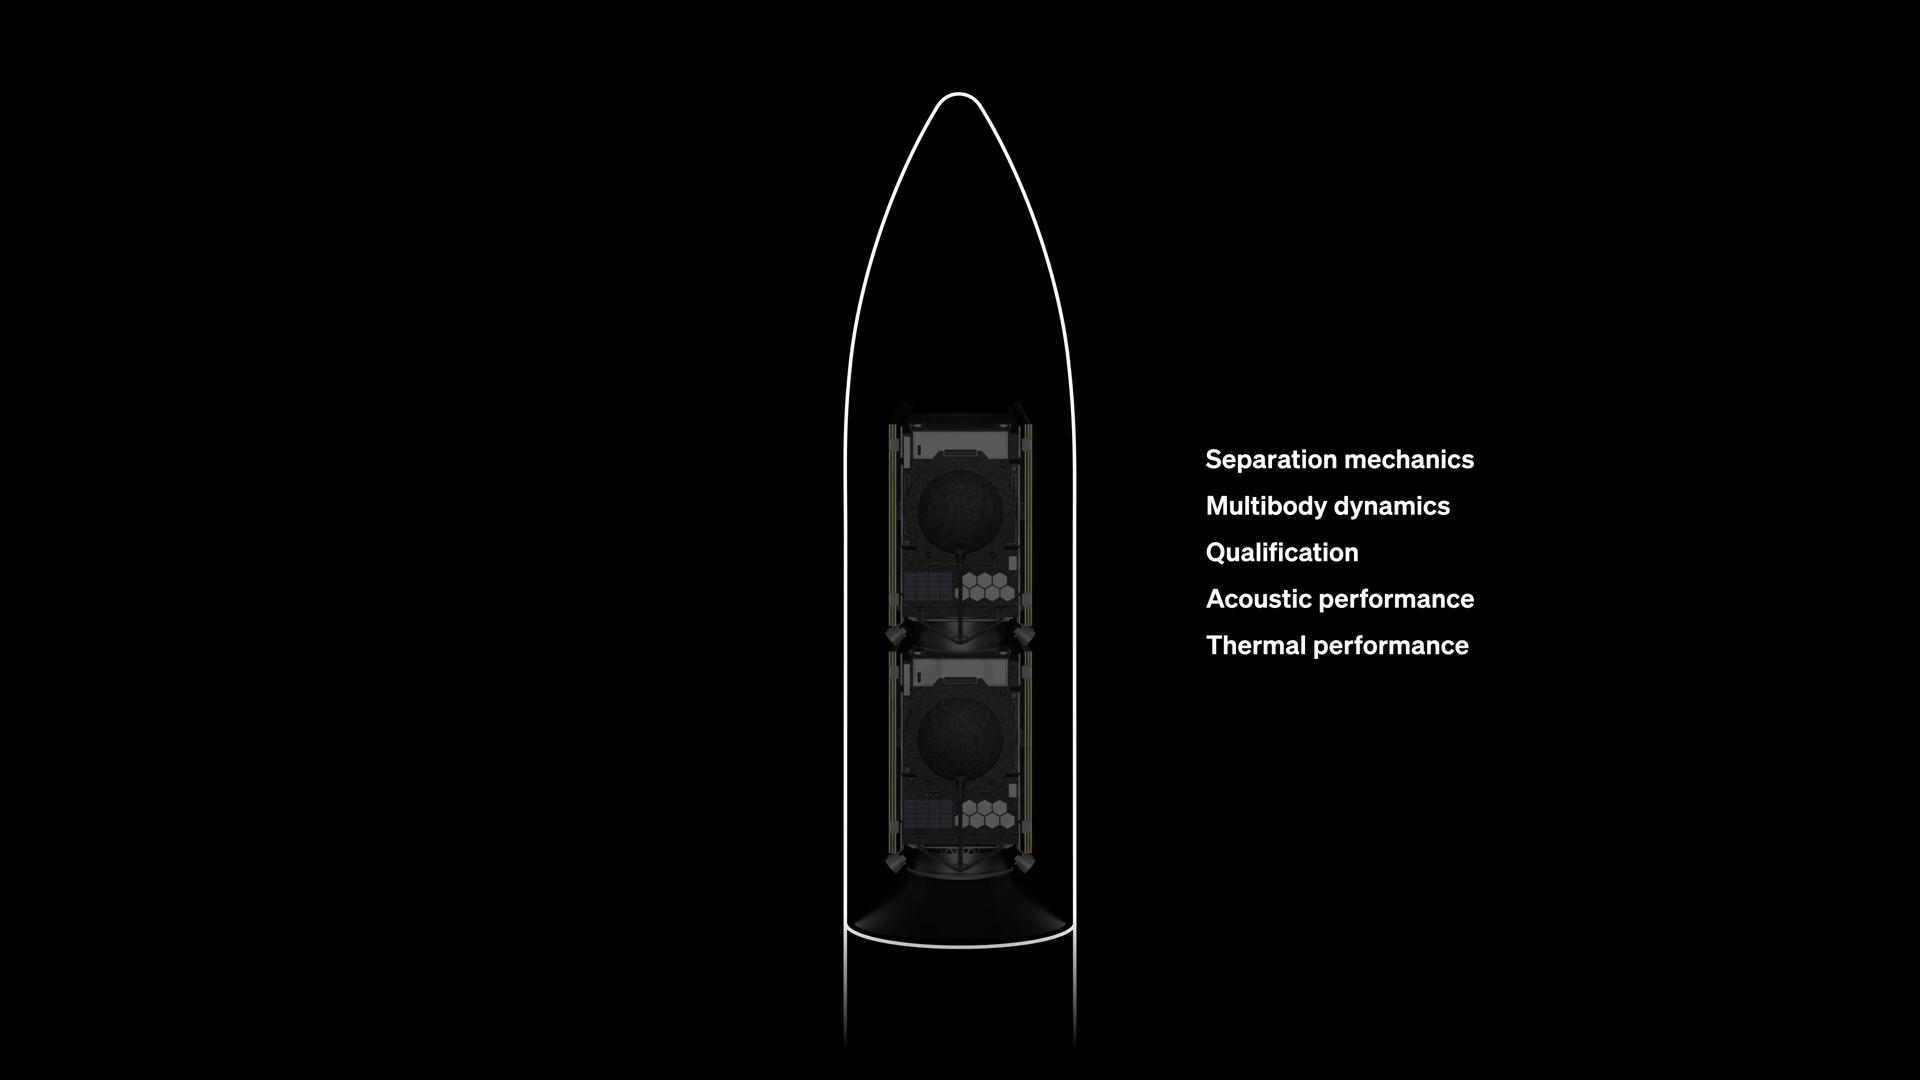 Separation mechanics
Multibody dynamics
Qualification
Acoustic performance
Thermal performance